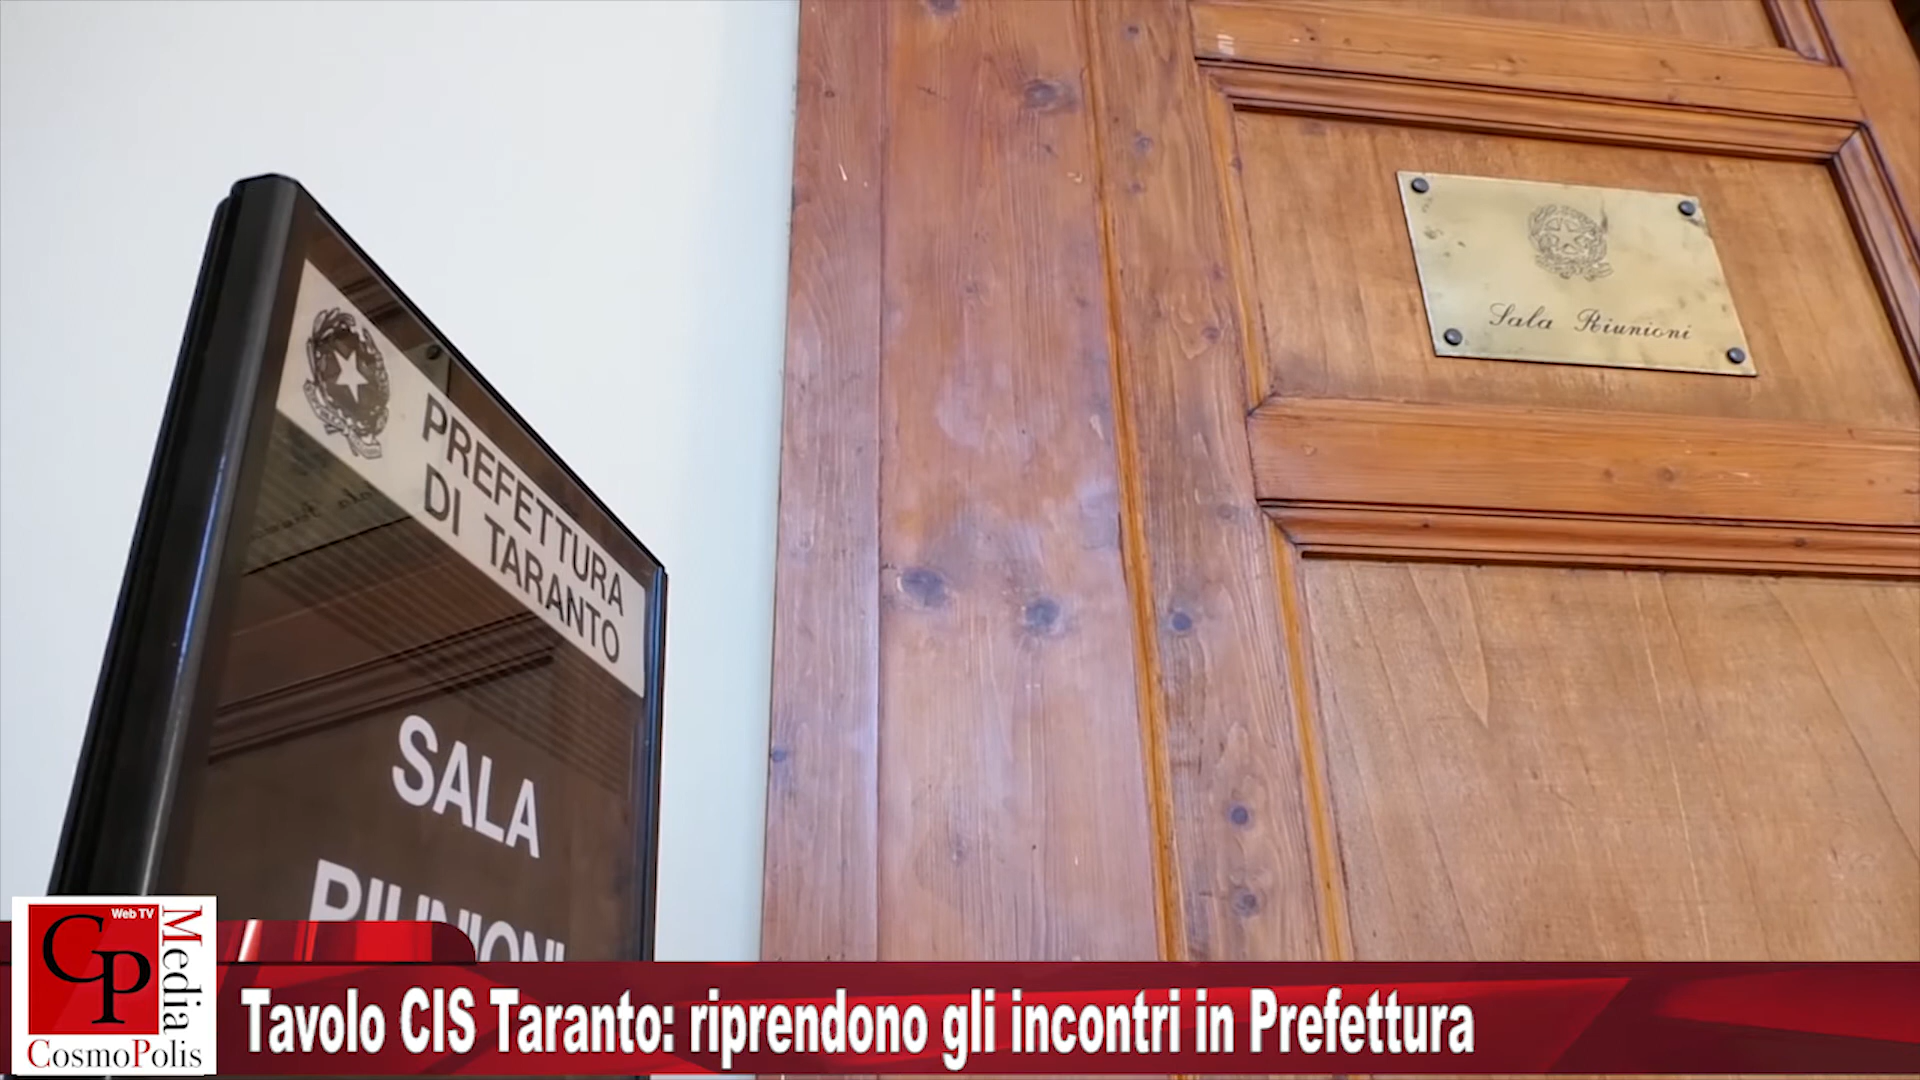 PREFETTURA
DI TARANTO
SALA
RIUNIONI
Sala Riunioni
Web TV
CP
Media
CosmoPolis
Tavolo CIS Taranto: riprendono gli incontri in Prefettura